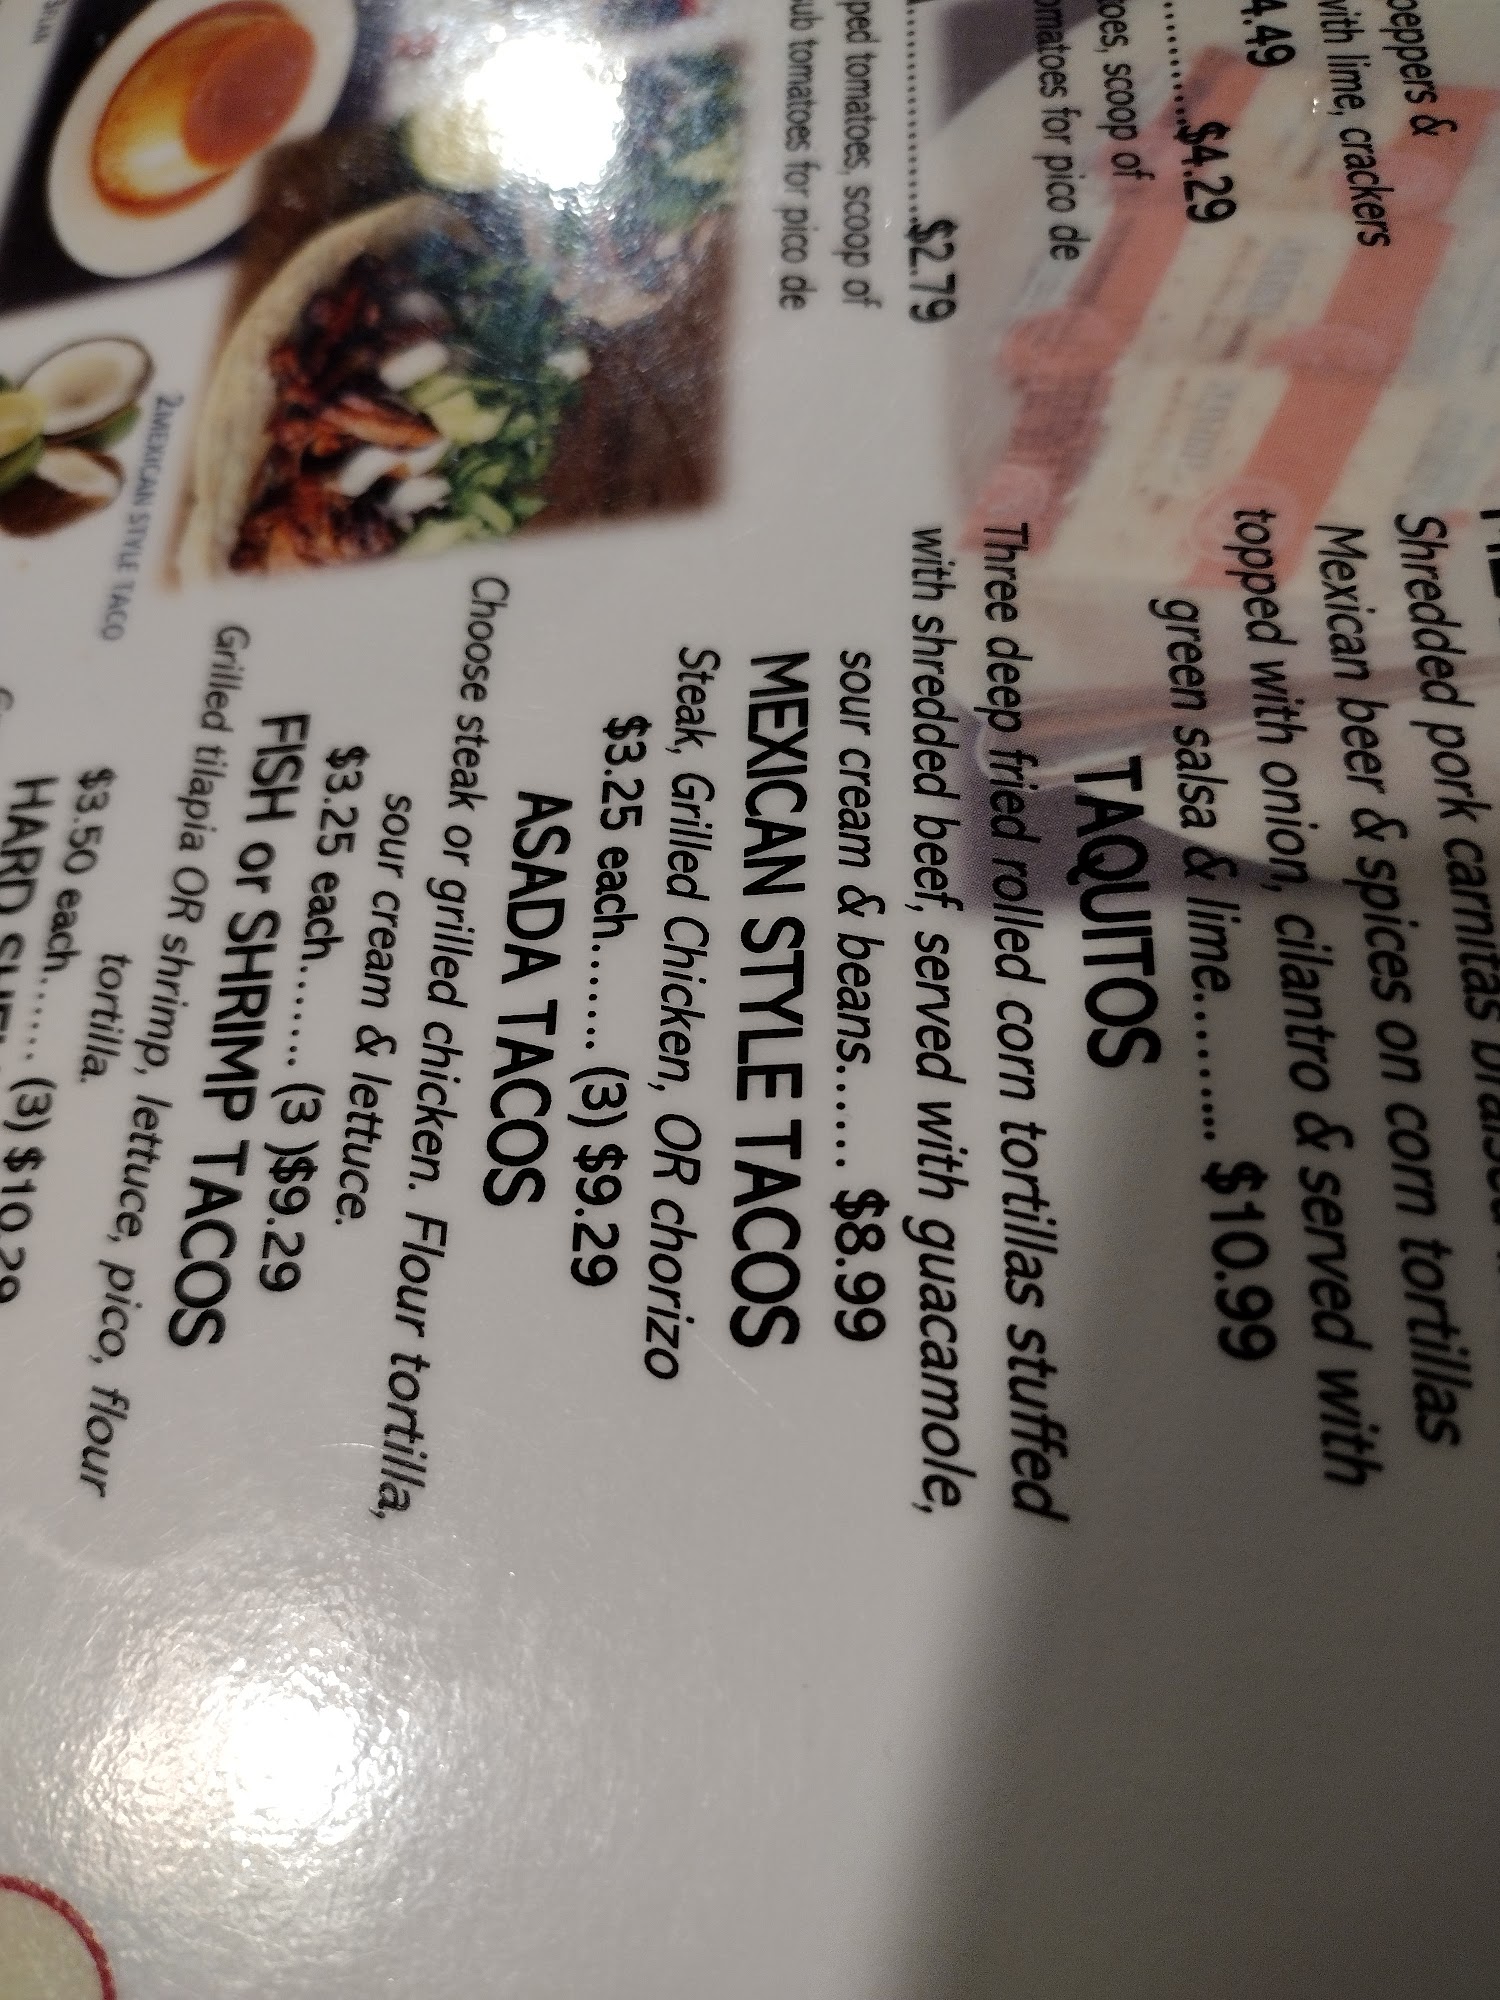 peppers &
with lime, crackers
4.49
..........$4.29
scoop of
for pico de
...................$2.79
tomatoes, scoop of
tomatoes for pico de
2MEXICAN STYLE TACO
Shredded pork carnitas
Mexican beer & spices on corn tortillas
topped with onion, cilantro & served with
green salsa & lime........ $10.99
TAQUITOS
Three deep fried rolled corn tortillas stuffed
with shredded beef, served with guacamole,
sour cream & beans...... $8.99
MEXICAN STYLE TACOS
Steak, Grilled Chicken, OR chorizo
$3.25 each....... (3) $9.29
ASADA TACOS
Choose steak or grilled chicken. Flour tortilla,
sour cream & lettuce.
$3.25 each....... (3 )$9.29
FISH or SHRIMP TACOS
Grilled tilapia OR shrimp, lettuce, pico, flour
tortilla.
$3.50 each....... (3) $10.29
HARD